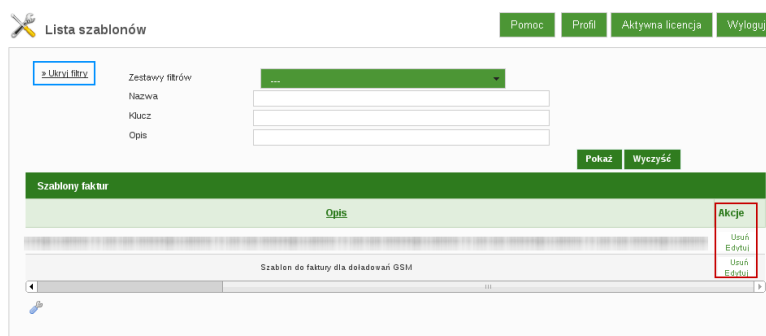 Lista szablonów
Pomoc Profil Aktywna licencja Wyloguj
» Ukryj filtry
Zestawy filtrów ---
Nazwa
Klucz
Opis
Pokaż Wyczyść
Szablony faktur
Opis Akcje
Usuń
Edytuj
Szablon do faktury dla doładowań GSM Usuń
Edytuj